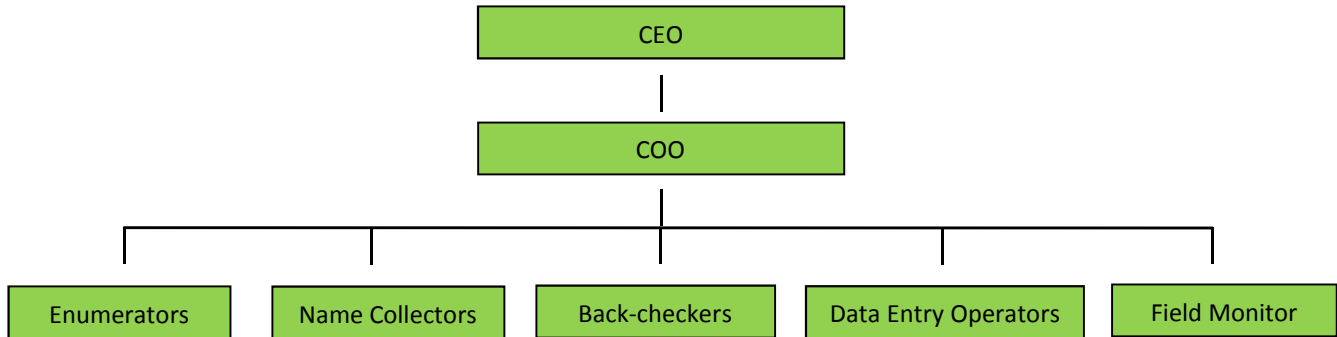 CEO
COO
Enumerators
Name Collectors
Back-checkers
Data Entry Operators
Field Monitor